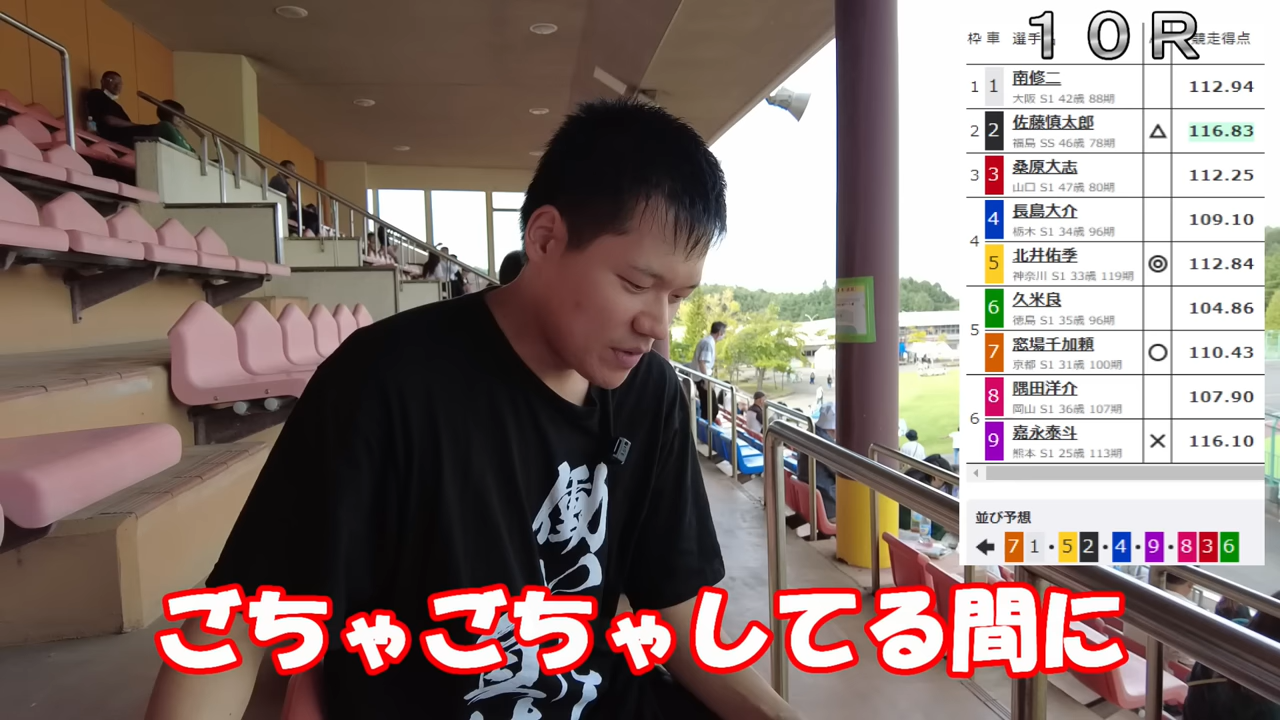 １０Ｒ
枠 車 選手 競走得点
1 1 南修二 112.94
大阪 S1 42歳 88期
2 2 佐藤慎太郎 △ 116.83
福島 SS 46歳 78期
3 3 桑原大志 112.25
山口 S1 47歳 80期
4 4 長島大介 109.10
栃木 S1 34歳 96期
5 北井佑季 ◎ 112.84
神奈川 S1 33歳 119期
5 6 久米良 104.86
徳島 S1 35歳 96期
7 窓場千加頼 ○ 110.43
京都 S1 31歳 100期
6 8 隅田洋介 107.90
岡山 S1 36歳 107期
9 嘉永泰斗 × 116.10
熊本 S1 25歳 113期
並び予想
← 7 1 ・ 5 2 ・ 4 ・ 9 ・ 8 3 6
働
ごちゃごちゃしてる間に